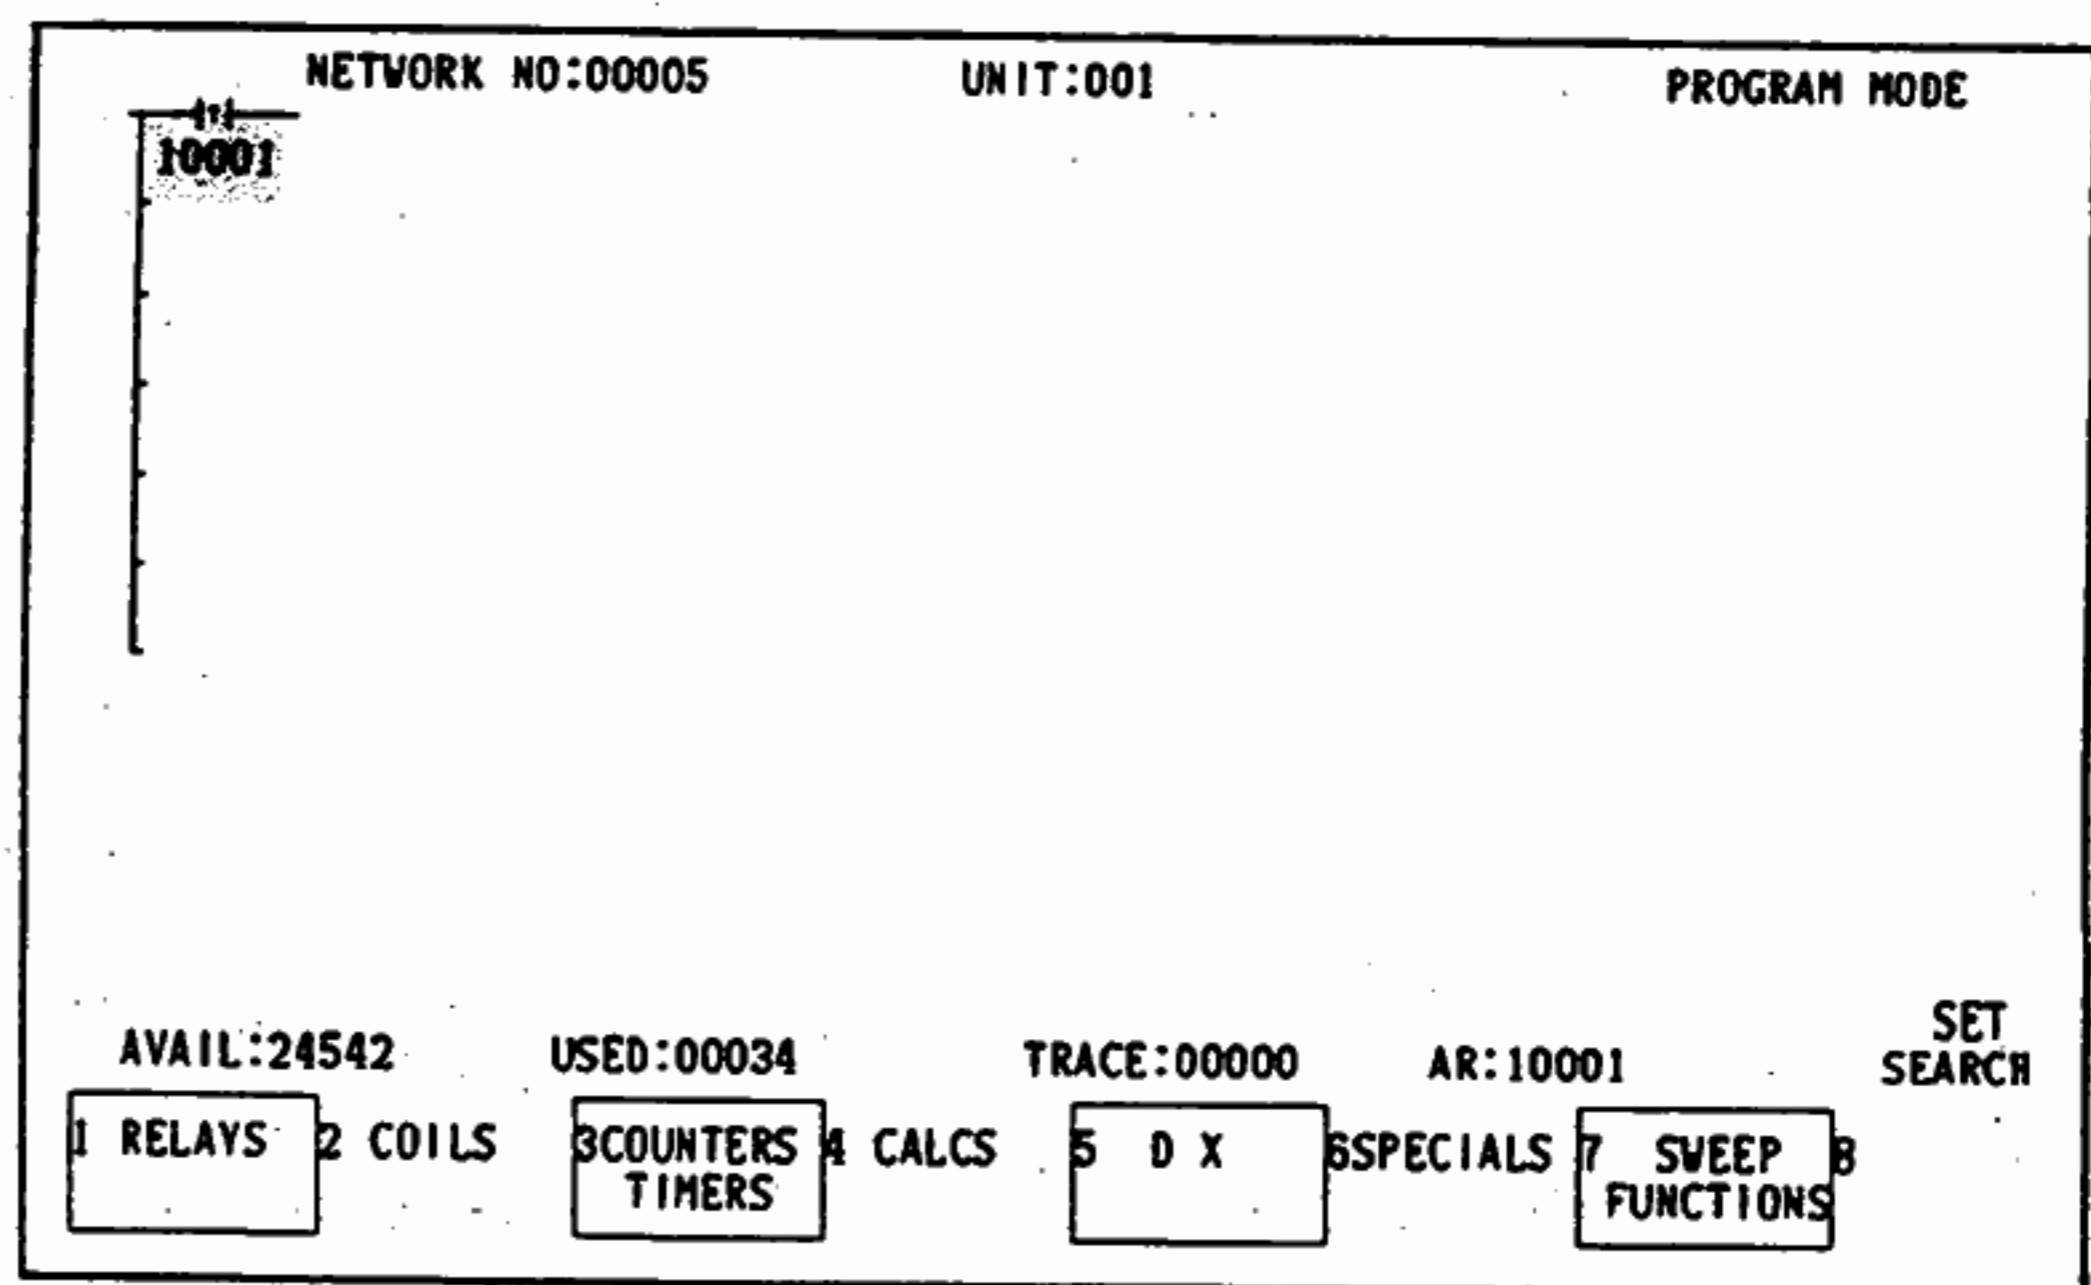 NETWORK NO:00005 UNIT:001 PROGRAM MODE
10001
SET
AVAIL:24542 USED:00034 TRACE:00000 AR:10001 SEARCH
1 RELAYS 2 COILS 3COUNTERS 4 CALCS 5 D X 6SPECIALS 7 SWEEP 8
TIMERS FUNCTIONS